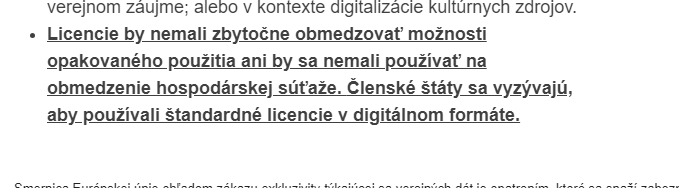 verejnom záujme; alebo v kontexte digitalizácie kultúrnych zdrojov.
• Licencie by nemali zbytočne obmedzovať možnosti
opakovaného použitia ani by sa nemali používať na
obmedzenie hospodárskej súťaže. Členské štáty sa vyzývajú,
aby používali štandardné licencie v digitálnom formáte.
Smernica Európskej únie ohľadom zákazu exkluzivity týkajúcej sa verejných dát je opatrením, ktoré sa snaží